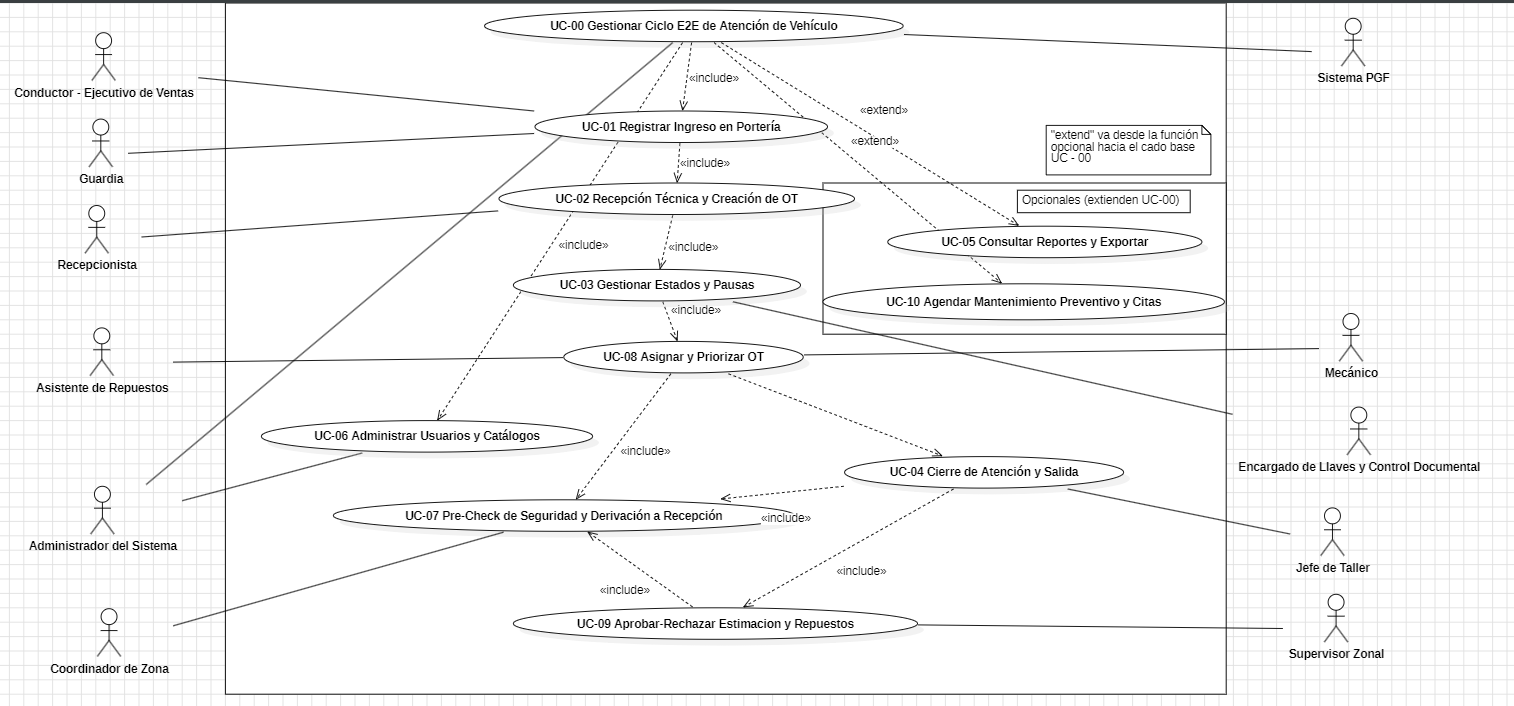 UC-00 Gestionar Ciclo E2E de Atención de Vehículo
Sistema PGF
Conductor - Ejecutivo de Ventas
«include»
«extend»
UC-01 Registrar Ingreso en Portería
«extend»
"extend" va desde la función
opcional hacia el cado base
UC - 00
Guardia
«include»
UC-02 Recepción Técnica y Creación de OT
Opcionales (extienden UC-00)
Recepcionista
«include»
«include»
UC-05 Consultar Reportes y Exportar
UC-03 Gestionar Estados y Pausas
UC-10 Agendar Mantenimiento Preventivo y Citas
«include»
UC-08 Asignar y Priorizar OT
Mecánico
Asistente de Repuestos
UC-06 Administrar Usuarios y Catálogos
«include»
Encargado de Llaves y Control Documental
UC-04 Cierre de Atención y Salida
UC-07 Pre-Check de Seguridad y Derivación a Recepción
«include»
Administrador del Sistema
Jefe de Taller
«include»
«include»
UC-09 Aprobar-Rechazar Estimacion y Repuestos
Supervisor Zonal
Coordinador de Zona